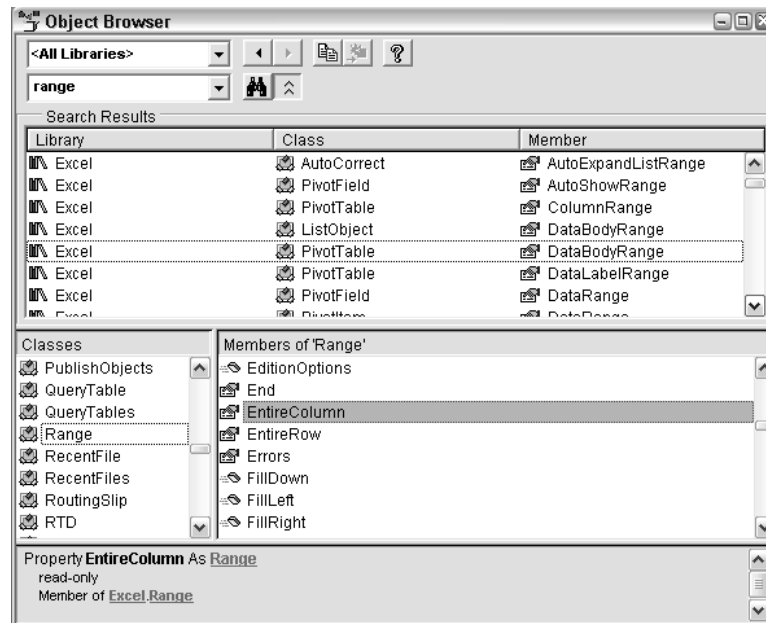 Object Browser
<All Libraries>
range
Search Results
Library Class Member
Excel AutoCorrect AutoExpandListRange
Excel PivotField AutoShowRange
Excel PivotTable ColumnRange
Excel ListObject DataBodyRange
Excel PivotTable DataBodyRange
Excel PivotTable DataLabelRange
Excel PivotField DataRange
Excel PivotItem DataRange
Classes Members of 'Range'
PublishObjects EditionOptions
QueryTable End
QueryTables EntireColumn
Range EntireRow
RecentFile Errors
RecentFiles FillDown
RoutingSlip FillLeft
RTD FillRight
Property EntireColumn As Range
read-only
Member of Excel.Range